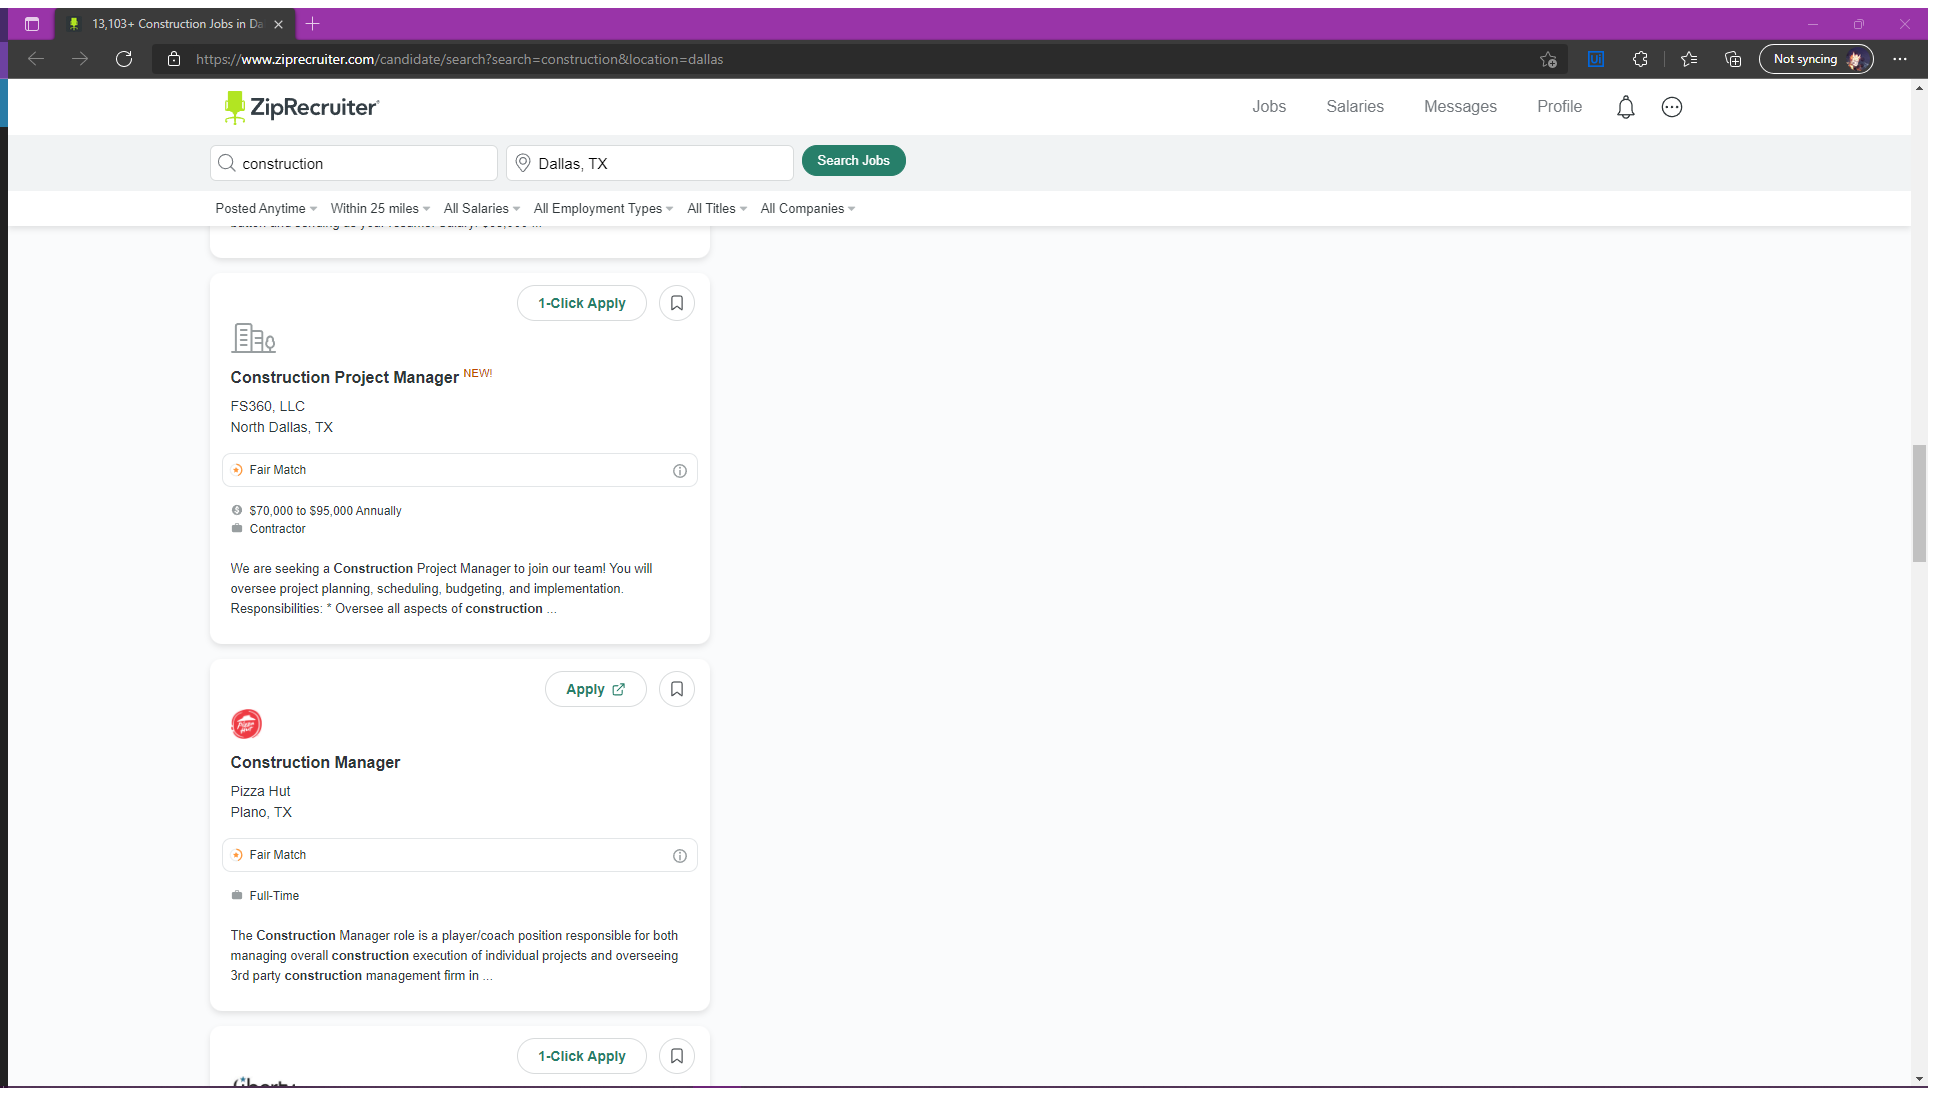 13,103+ Construction Jobs in Da
https://www.ziprecruiter.com/candidate/search?search=construction&location=dallas
Not syncing
ZipRecruiter
Jobs
Salaries
Messages
Profile
construction
Dallas, TX
Search Jobs
Posted Anytime
Within 25 miles
All Salaries
All Employment Types
All Titles
All Companies
1-Click Apply
Construction Project Manager NEW!
FS360, LLC
North Dallas, TX
Fair Match
$70,000 to $95,000 Annually
Contractor
We are seeking a Construction Project Manager to join our team! You will
oversee project planning, scheduling, budgeting, and implementation.
Responsibilities: * Oversee all aspects of construction ...
Apply
Pizza Hut
Construction Manager
Pizza Hut
Plano, TX
Fair Match
Full-Time
The Construction Manager role is a player/coach position responsible for both
managing overall construction execution of individual projects and overseeing
3rd party construction management firm in ...
1-Click Apply